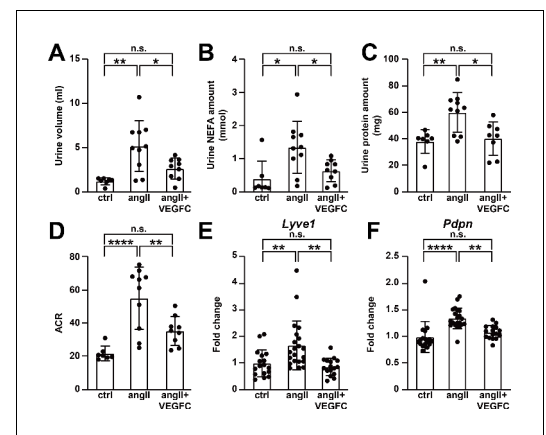 A
n.s.
** *
Urine volume (ml)
15
10
5
0
ctrl angII angII+
VEGFC
B
n.s.
* *
Urine NEFA amount
(mmol)
4
3
2
1
0
ctrl angII angII+
VEGFC
C
n.s.
** *
Urine protein amount
(mg)
100
80
60
40
20
0
ctrl angII angII+
VEGFC
D
n.s.
**** **
ACR
80
60
40
20
0
ctrl angII angII+
VEGFC
E
Lyve1
n.s.
** **
Fold change
5
4
3
2
1
0
ctrl angII angII+
VEGFC
F
Pdpn
n.s.
**** **
Fold change
2.5
2.0
1.5
1.0
0.5
0
ctrl angII angII+
VEGFC